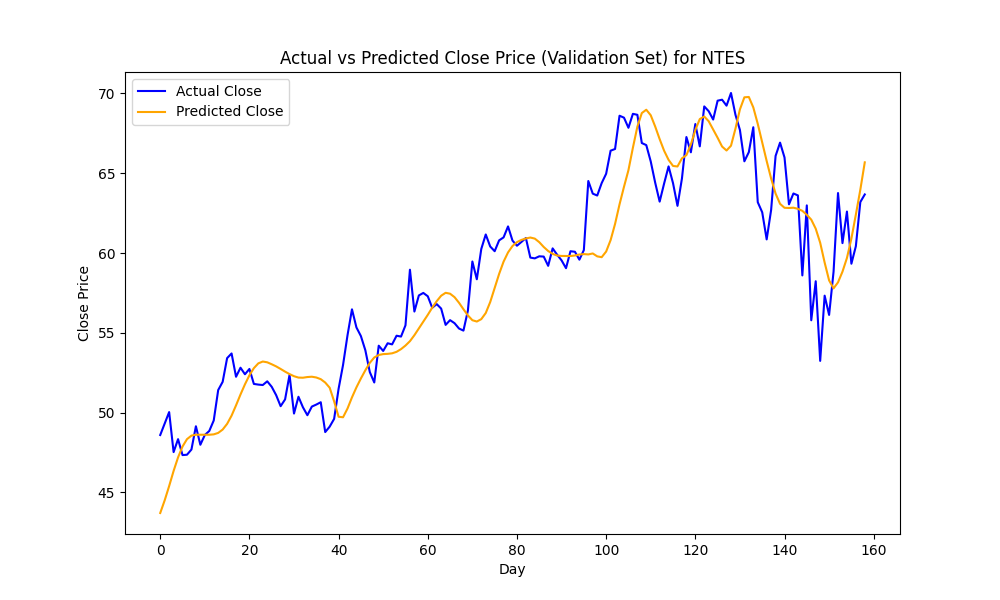 Actual vs Predicted Close Price (Validation Set) for NTES
Actual Close
Predicted Close
Close Price
70
65
60
55
50
45
0 20 40 60 80 100 120 140 160
Day